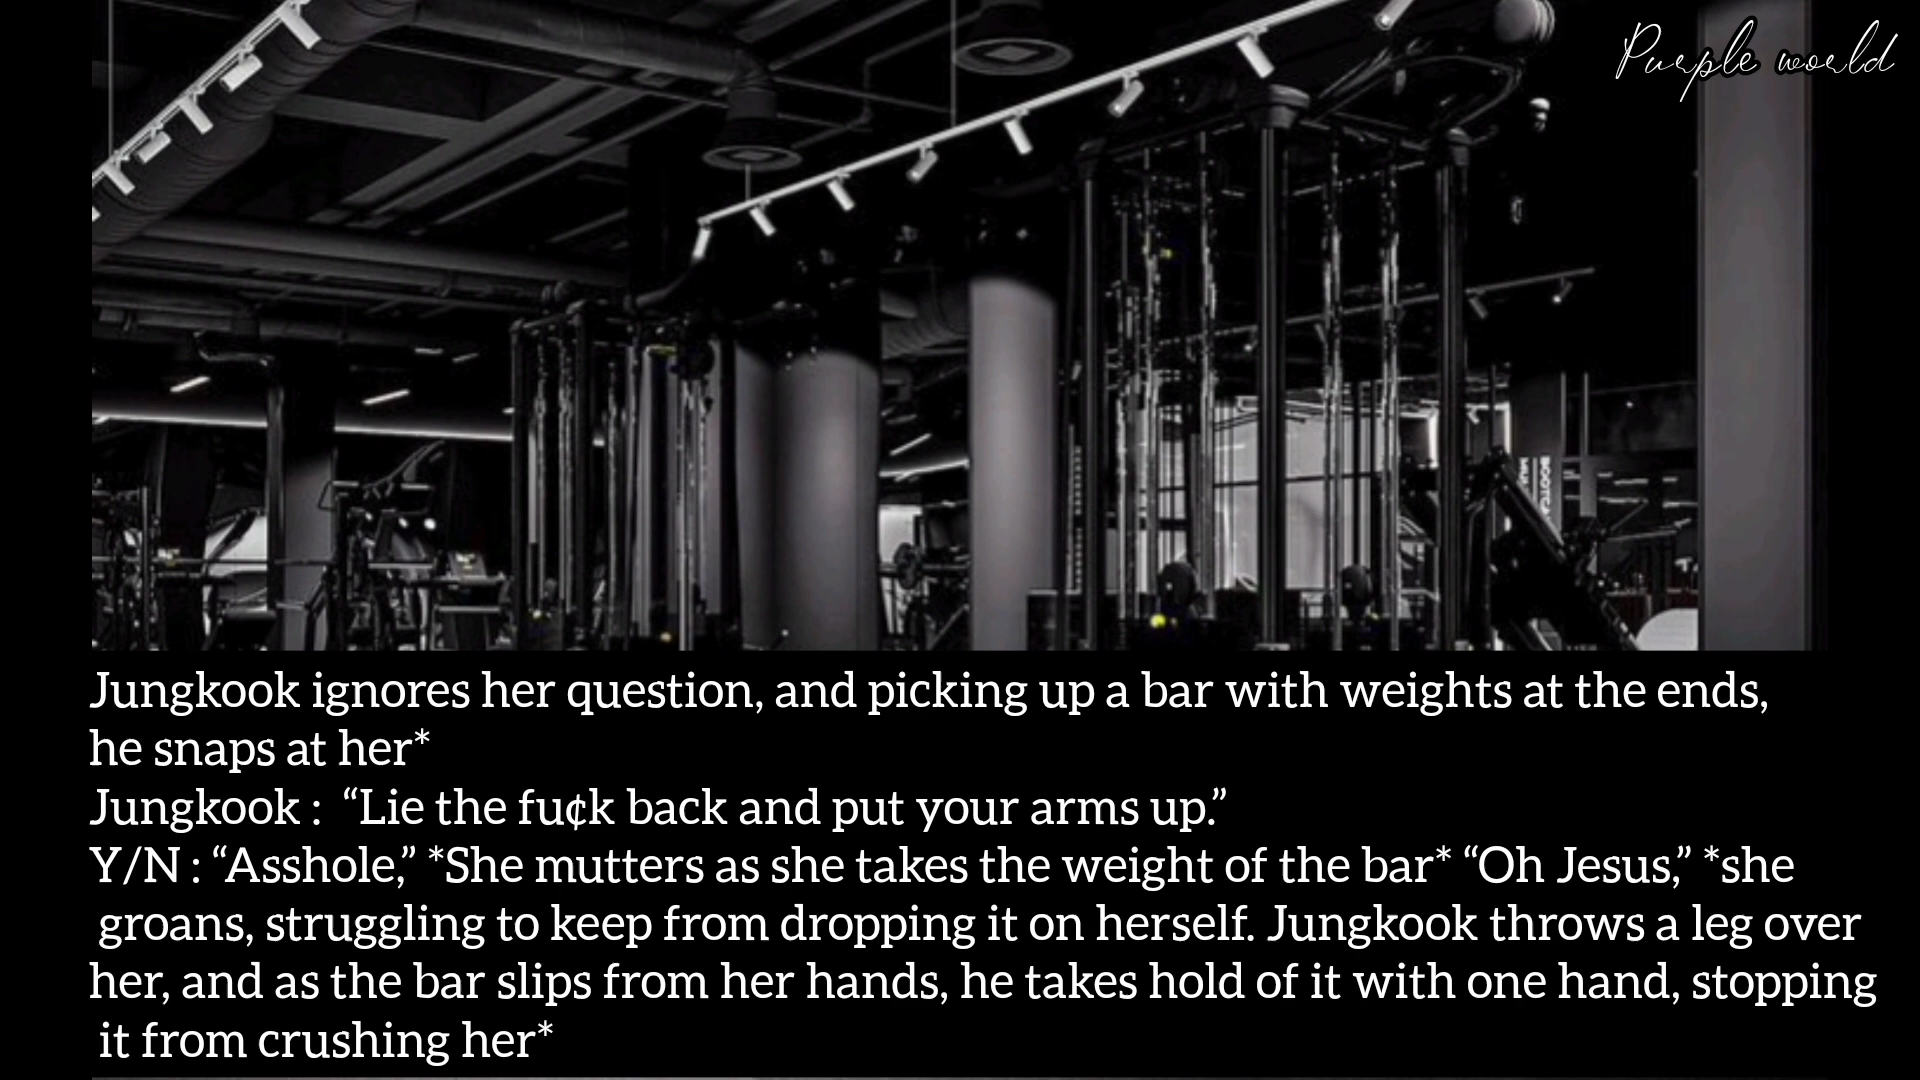 Purple world
Jungkook ignores her question, and picking up a bar with weights at the ends,
he snaps at her*
Jungkook :  “Lie the fu¢k back and put your arms up.”
Y/N : “Asshole,” *She mutters as she takes the weight of the bar* “Oh Jesus,” *she
groans, struggling to keep from dropping it on herself. Jungkook throws a leg over
her, and as the bar slips from her hands, he takes hold of it with one hand, stopping
it from crushing her*